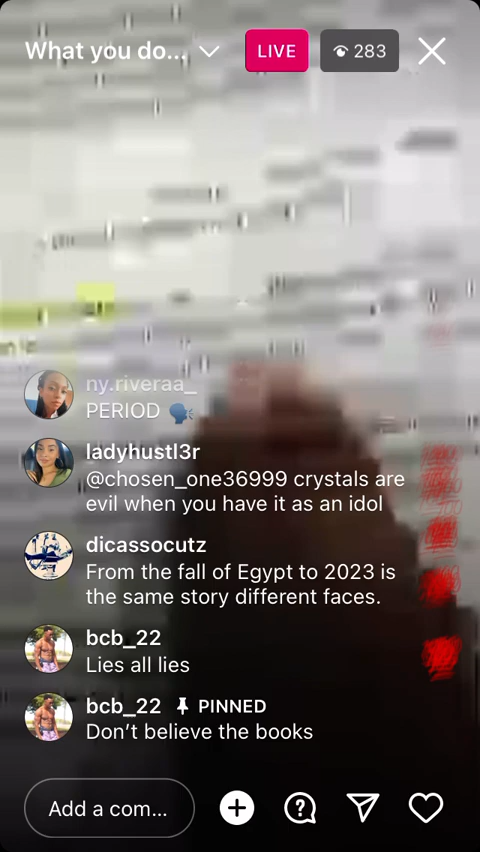 What you do...
LIVE
283
ny.riveraa_
PERIOD 🗣️
ladyhustl3r
@chosen_one36999 crystals are
evil when you have it as an idol
dicassocutz
From the fall of Egypt to 2023 is
the same story different faces.
bcb_22
Lies all lies
bcb_22 PINNED
Don’t believe the books
Add a com...